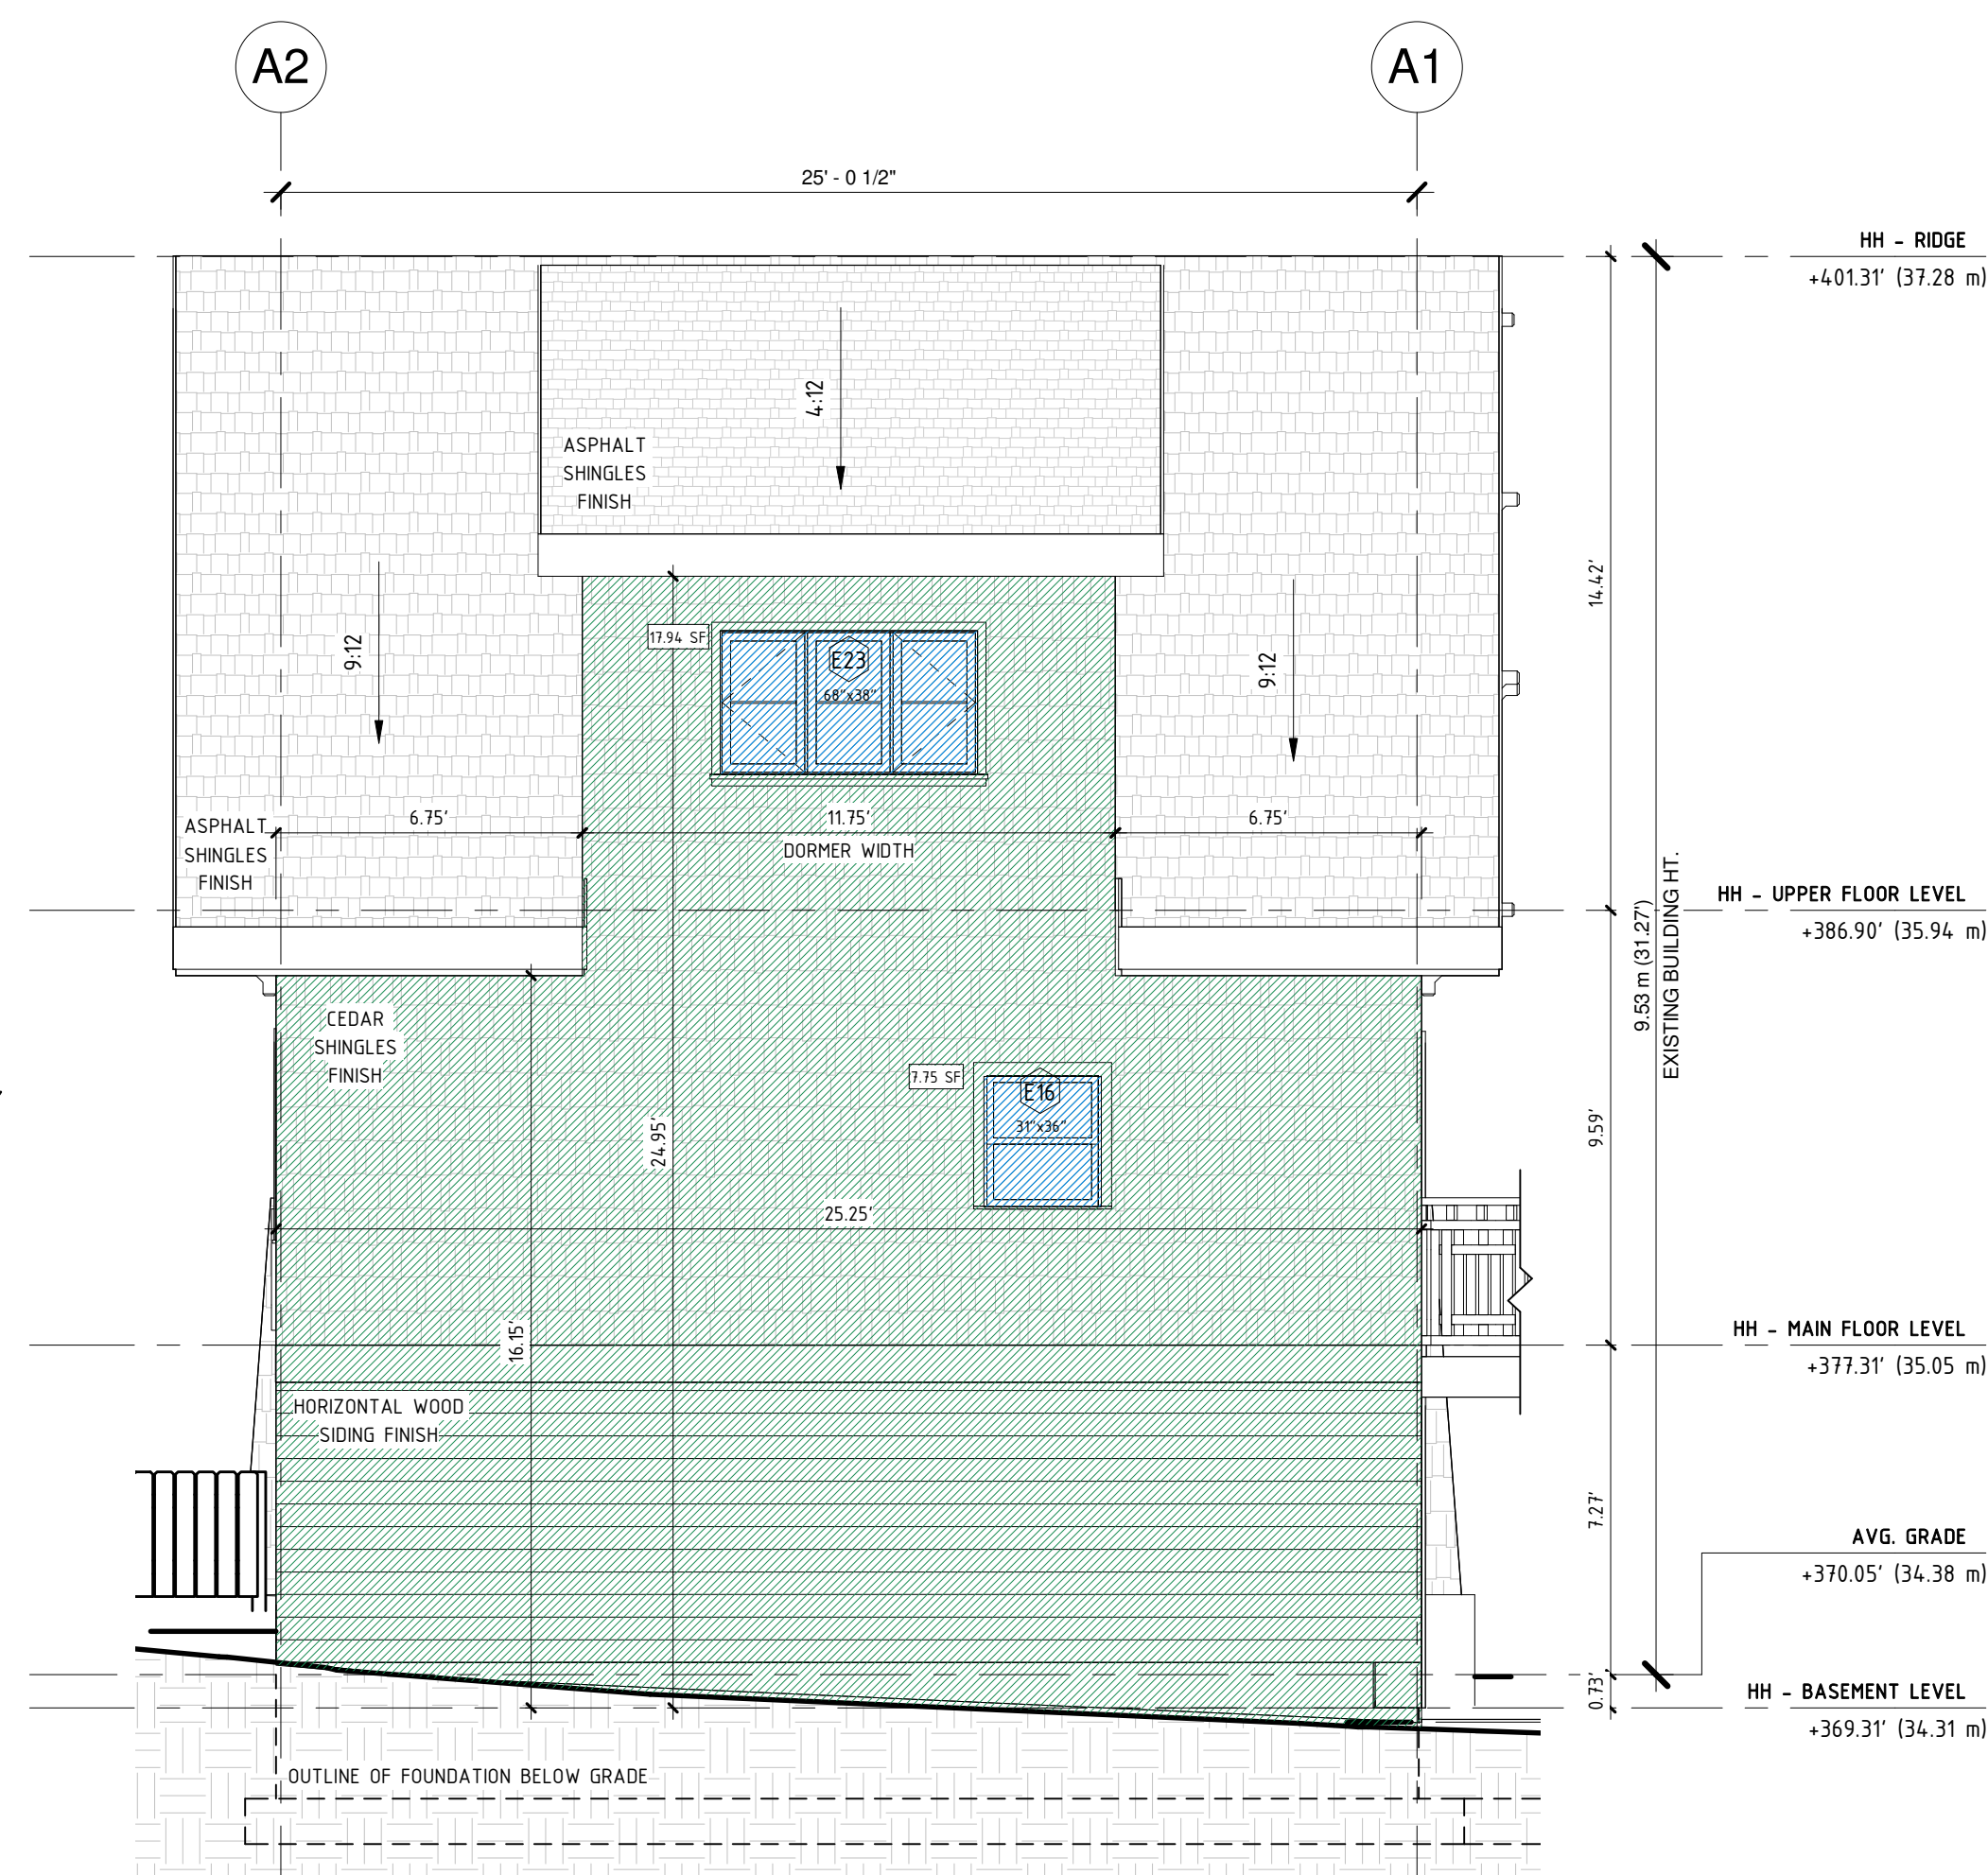 A2
A1
25' - 0 1/2"
HH - RIDGE
+401.31' (37.28 m)
4:12
ASPHALT
SHINGLES
FINISH
14.42'
17.94 SF
E23
68"x38"
9:12
9:12
6.75'
11.75'
6.75'
DORMER WIDTH
ASPHALT
SHINGLES
FINISH
HH - UPPER FLOOR LEVEL
+386.90' (35.94 m)
9.53 m (31.27')
EXISTING BUILDING HT.
CEDAR
SHINGLES
FINISH
7.75 SF
E16
31"x36"
24.95'
9.59'
25.25'
16.15'
HH - MAIN FLOOR LEVEL
+377.31' (35.05 m)
HORIZONTAL WOOD
SIDING FINISH
7.27'
AVG. GRADE
+370.05' (34.38 m)
0.73'
HH - BASEMENT LEVEL
+369.31' (34.31 m)
OUTLINE OF FOUNDATION BELOW GRADE